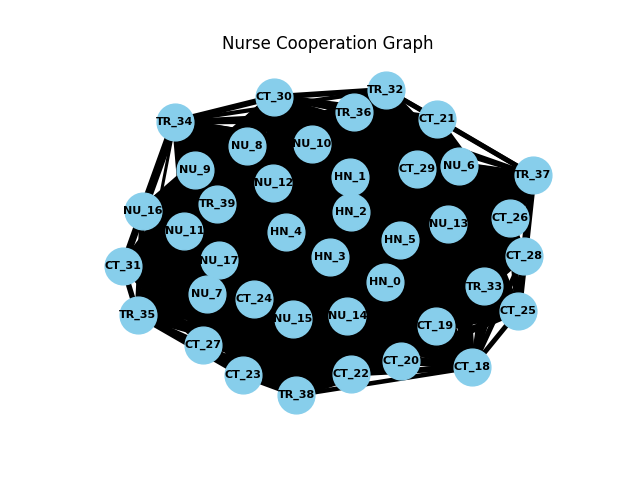 Nurse Cooperation Graph
TR_32
CT_30
TR_36
CT_21
TR_34
NU_10
NU_8
NU_6
CT_29
NU_9
TR_37
HN_1
NU_12
TR_39
NU_16
HN_2
CT_26
NU_13
NU_11
HN_4
HN_5
CT_28
HN_3
NU_17
CT_31
HN_0
TR_33
NU_7
CT_24
CT_25
TR_35
NU_14
NU_15
CT_19
CT_27
CT_20
CT_18
CT_22
CT_23
TR_38